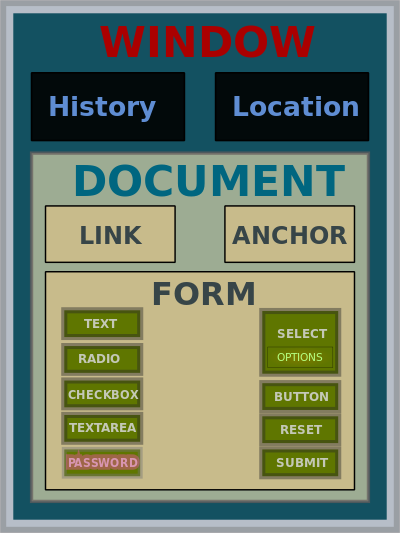 WINDOW
History
Location
DOCUMENT
LINK
ANCHOR
FORM
TEXT
RADIO
CHECKBOX
TEXTAREA
PASSWORD
SELECT
OPTIONS
BUTTON
RESET
SUBMIT